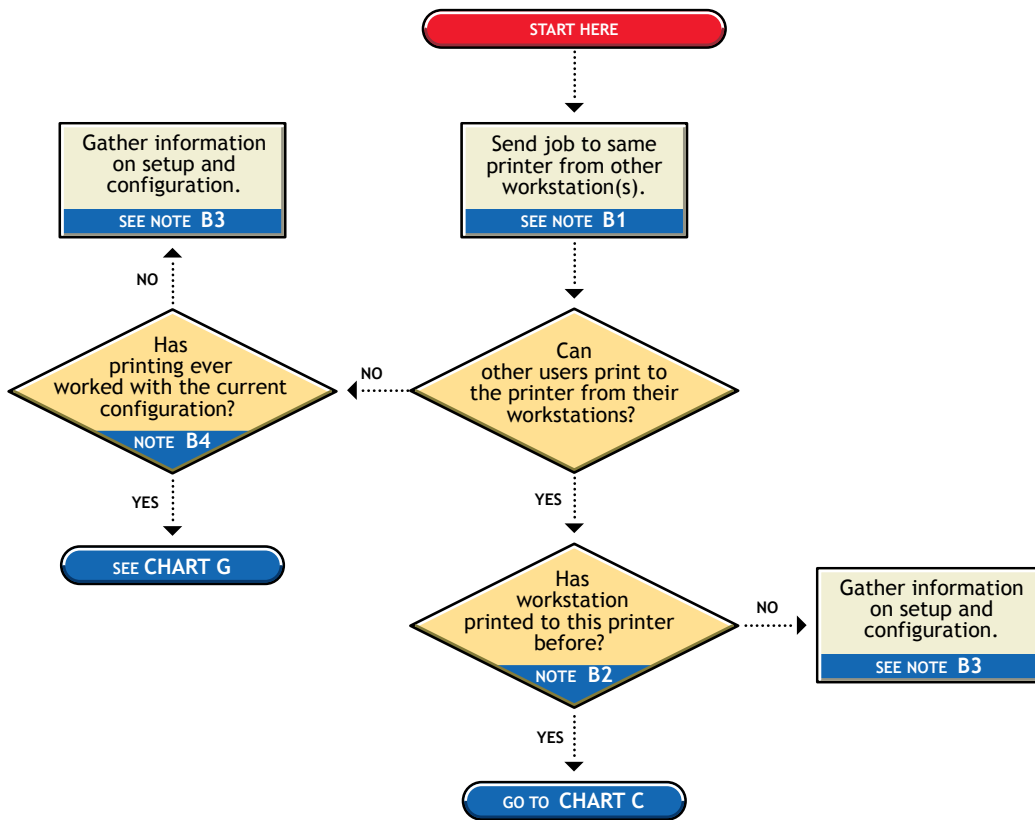 START HERE
Send job to same
printer from other
workstation(s).
SEE NOTE B1
Can
other users print to
the printer from their
workstations?
NO
Has
printing ever
worked with the current
configuration?
NOTE B4
NO
Gather information
on setup and
configuration.
SEE NOTE B3
YES
SEE CHART G
YES
Has
workstation
printed to this printer
before?
NOTE B2
NO
Gather information
on setup and
configuration.
SEE NOTE B3
YES
GO TO CHART C